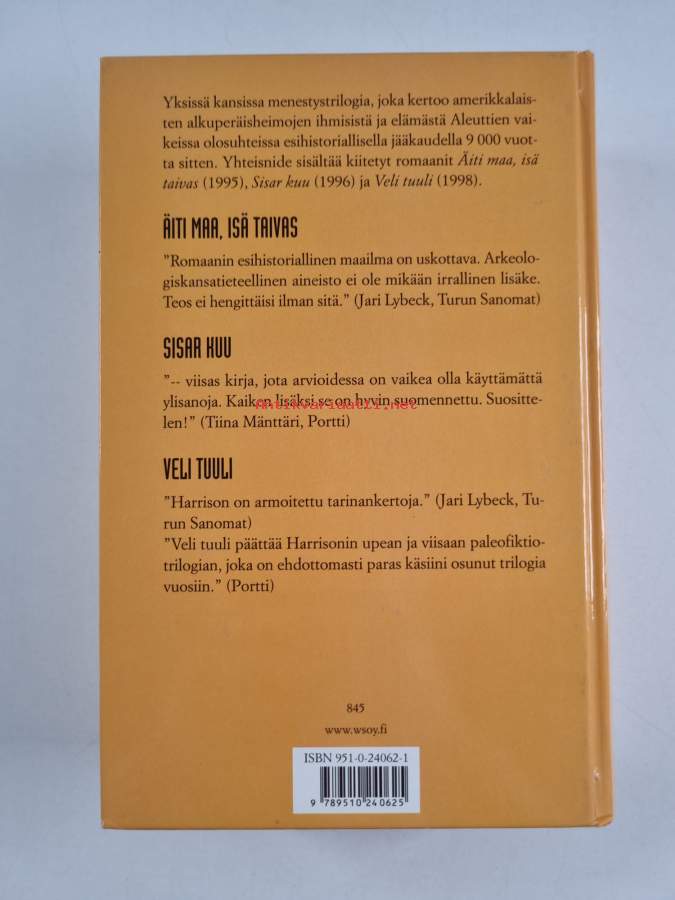 Yksissä kansissa menestystrilogia, joka kertoo amerikkalais-
ten alkuperäisheimojen ihmisistä ja elämästä Aleuttien vai-
keissa olosuhteissa esihistoriallisella jääkaudella 9 000 vuot-
ta sitten. Yhteisnide sisältää kiitetyt romaanit Äiti maa, isä
taivas (1995), Sisar kuu (1996) ja Veli tuuli (1998).
ÄITI MAA, ISÄ TAIVAS
”Romaanin esihistoriallinen maailma on uskottava. Arkeolo-
giskansatieteellinen aineisto ei ole mikään irrallinen lisäke.
Teos ei hengittäisi ilman sitä.” (Jari Lybeck, Turun Sanomat)
SISAR KUU
”-- viisas kirja, jota arvioidessa on vaikea olla käyttämättä
ylisanoja. Kaiken lisäksi se on hyvin suomennettu. Suositte-
Antikvariaatti.net
len!” (Tiina Mänttäri, Portti)
VELI TUULI
”Harrison on armoitettu tarinankertoja.” (Jari Lybeck, Tu-
run Sanomat)
”Veli tuuli päättää Harrisonin upean ja viisaan paleofiktio-
trilogian, joka on ehdottomasti paras käsiini osunut trilogia
vuosiin.” (Portti)
845
www.wsoy.fi
ISBN 951-0-24062-1
9 789510 240625